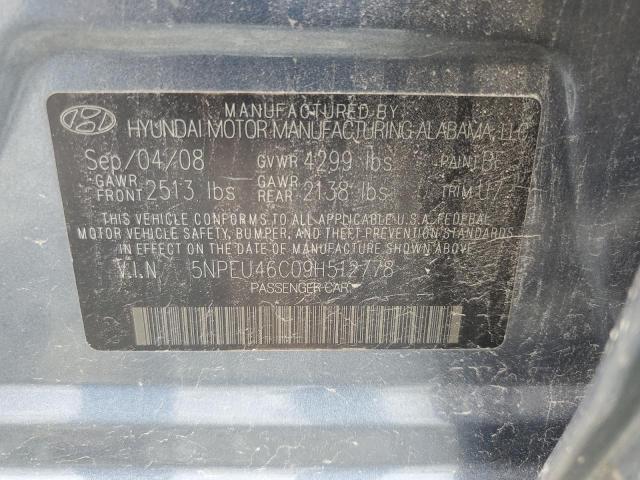 MANUFACTURED BY
HYUNDAI MOTOR MANUFACTURING ALABAMA, LLC
Sep/04/08 GVWR 4299 lbs PAINT
GAWR FRONT 2513 lbs GAWR REAR 2138 lbs TRIM U7
THIS VEHICLE CONFORMS TO ALL APPLICABLE U.S.A. FEDERAL
MOTOR VEHICLE SAFETY, BUMPER, AND THEFT PREVENTION STANDARDS
IN EFFECT ON THE DATE OF MANUFACTURE SHOWN ABOVE.
V.I.N 5NPEU46C09H512778
PASSENGER CAR